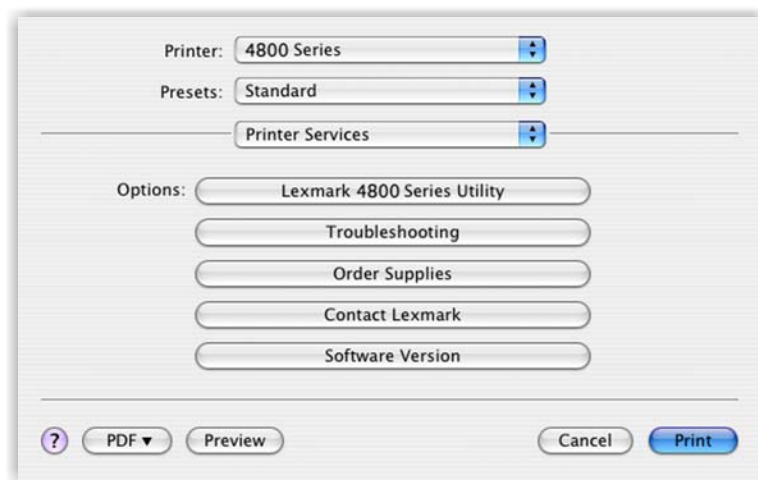 Printer: 4800 Series
Presets: Standard
Printer Services
Options: Lexmark 4800 Series Utility
Troubleshooting
Order Supplies
Contact Lexmark
Software Version
? PDF ▼ Preview Cancel Print